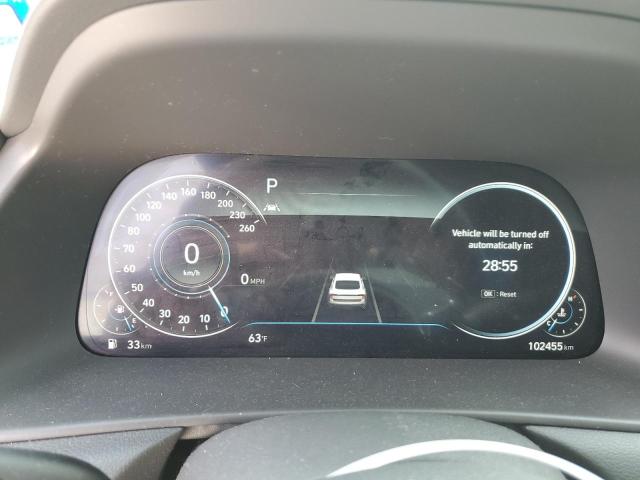 P
140 160 180
120 200
100 230
80 260
70
60
50
40
30 20 10 0
0
km/h
0 MPH
Vehicle will be turned off
automatically in:
28:55
OK : Reset
F
E
H
C
33 km
63°F
102455 km